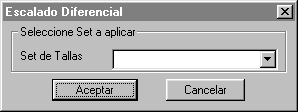 Escalado Diferencial
Seleccione Set a aplicar
Set de Tallas
Aceptar Cancelar